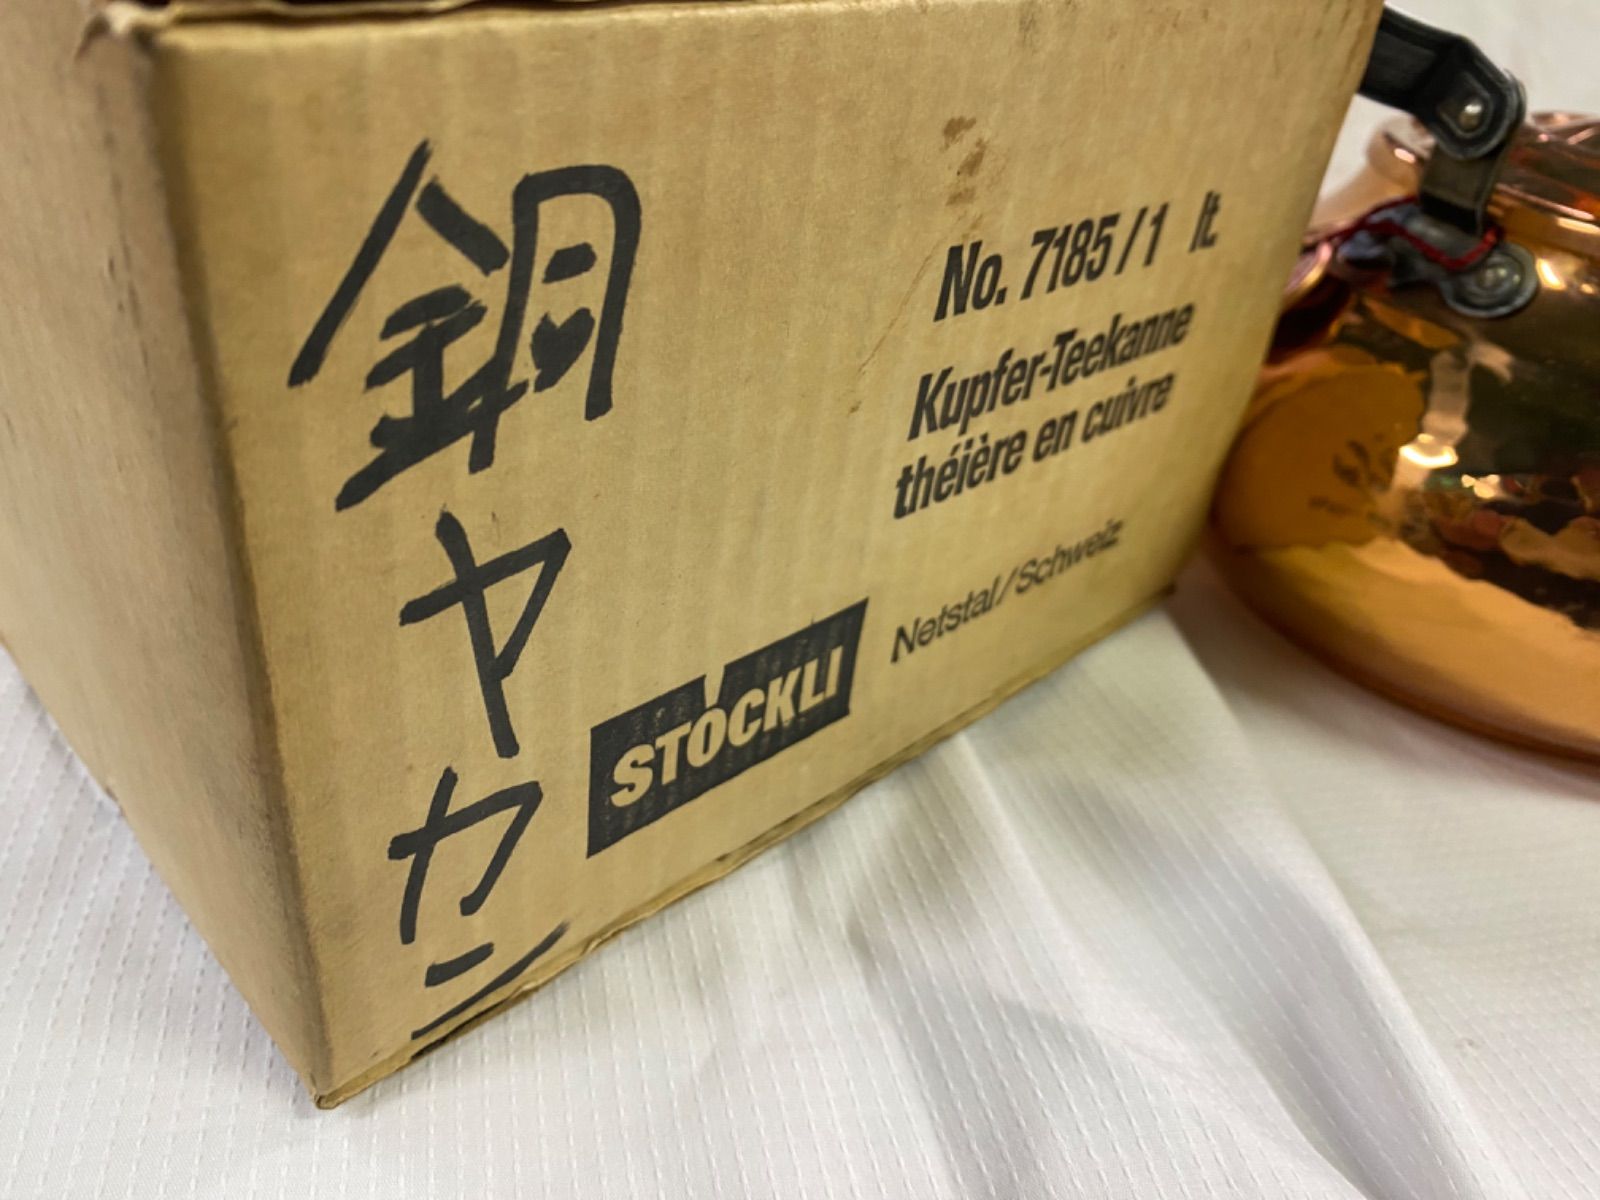 銅ヤカン
No. 7185/1 lt.
Kupfer-Teekanne
théière en cuivre
STÖCKLI
Netstal/Schweiz